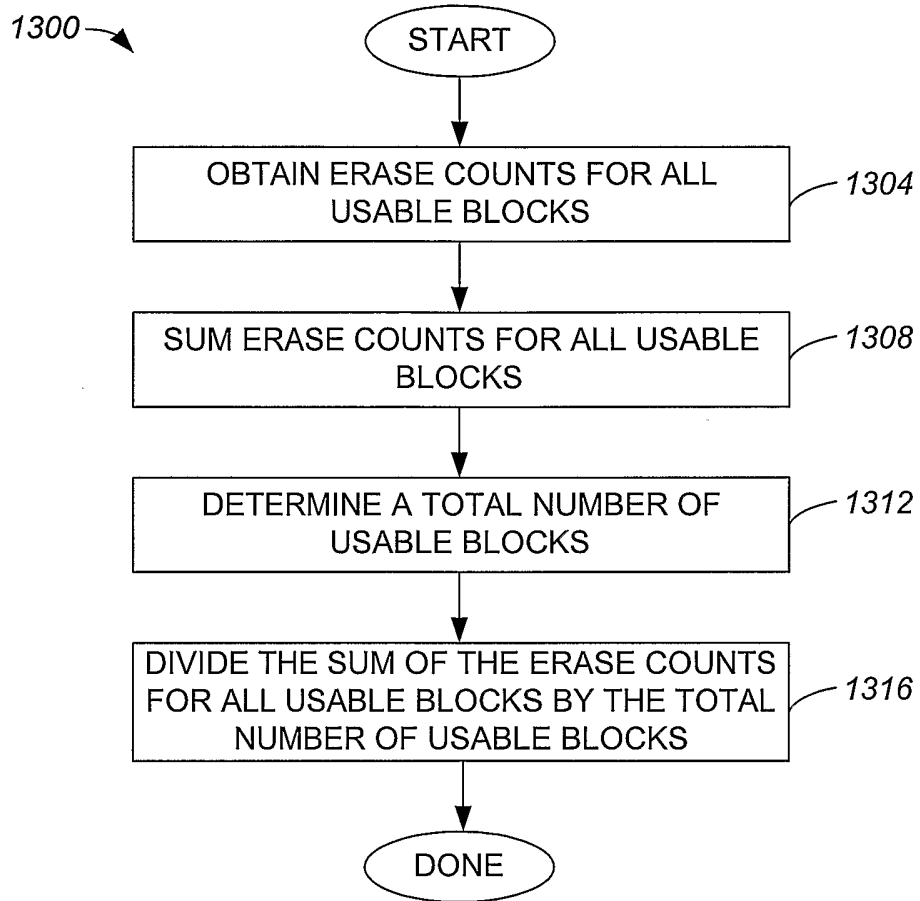 1300
START
OBTAIN ERASE COUNTS FOR ALL
USABLE BLOCKS
1304
SUM ERASE COUNTS FOR ALL USABLE
BLOCKS
1308
DETERMINE A TOTAL NUMBER OF
USABLE BLOCKS
1312
DIVIDE THE SUM OF THE ERASE COUNTS
FOR ALL USABLE BLOCKS BY THE TOTAL
NUMBER OF USABLE BLOCKS
1316
DONE